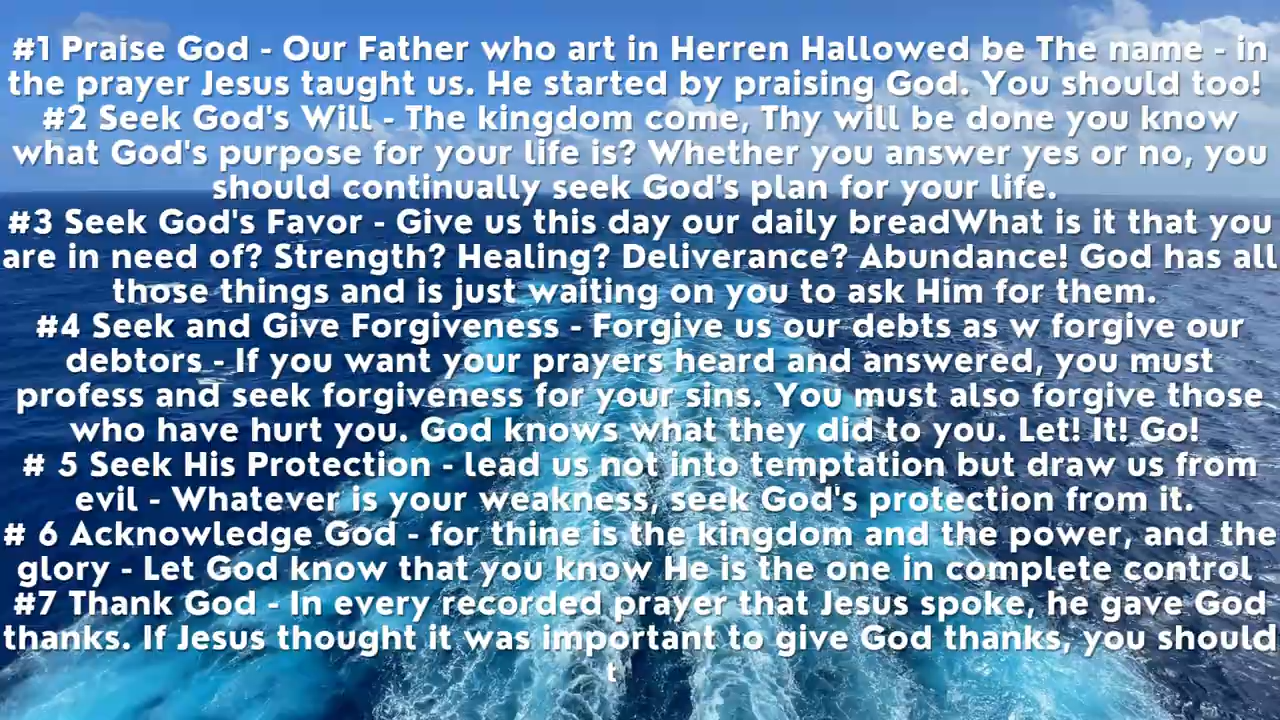 #1 Praise God - Our Father who art in Herren Hallowed be The name - in
the prayer Jesus taught us. He started by praising God. You should too!
#2 Seek God's Will - The kingdom come, Thy will be done you know
what God's purpose for your life is? Whether you answer yes or no, you
should continually seek God's plan for your life.
#3 Seek God's Favor - Give us this day our daily breadWhat is it that you
are in need of? Strength? Healing? Deliverance? Abundance! God has all
those things and is just waiting on you to ask Him for them.
#4 Seek and Give Forgiveness - Forgive us our debts as w forgive our
debtors - If you want your prayers heard and answered, you must
profess and seek forgiveness for your sins. You must also forgive those
who have hurt you. God knows what they did to you. Let! It! Go!
# 5 Seek His Protection - lead us not into temptation but draw us from
evil - Whatever is your weakness, seek God's protection from it.
# 6 Acknowledge God - for thine is the kingdom and the power, and the
glory - Let God know that you know He is the one in complete control
#7 Thank God - In every recorded prayer that Jesus spoke, he gave God
thanks. If Jesus thought it was important to give God thanks, you should
t